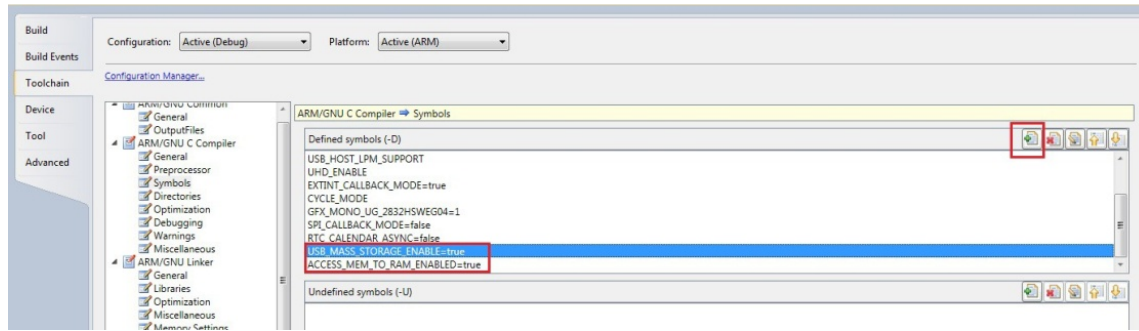 Build
Build Events
Toolchain
Device
Tool
Advanced
Configuration: Active (Debug) Platform: Active (ARM)
Configuration Manager...
ARM/GNU Common
General
OutputFiles
ARM/GNU C Compiler
General
Preprocessor
Symbols
Directories
Optimization
Debugging
Warnings
Miscellaneous
ARM/GNU Linker
General
Libraries
Optimization
Miscellaneous
Memory Settings
ARM/GNU C Compiler ⇒ Symbols
Defined symbols (-D)
USB_HOST_LPM_SUPPORT
UHD_ENABLE
EXTINT_CALLBACK_MODE=true
CYCLE_MODE
GFX_MONO_UG_2832HSWEG04=1
SPI_CALLBACK_MODE=false
RTC_CALENDAR_ASYNC=false
USB_MASS_STORAGE_ENABLE=true
ACCESS_MEM_TO_RAM_ENABLED=true
Undefined symbols (-U)